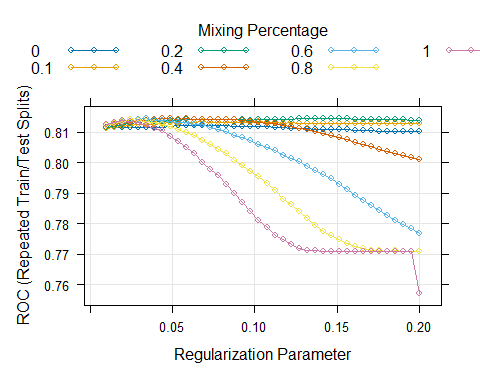 Mixing Percentage
0 0.2 0.6 1
0.1 0.4 0.8
ROC (Repeated Train/Test Splits)
0.81
0.80
0.79
0.78
0.77
0.76
0.05 0.10 0.15 0.20
Regularization Parameter